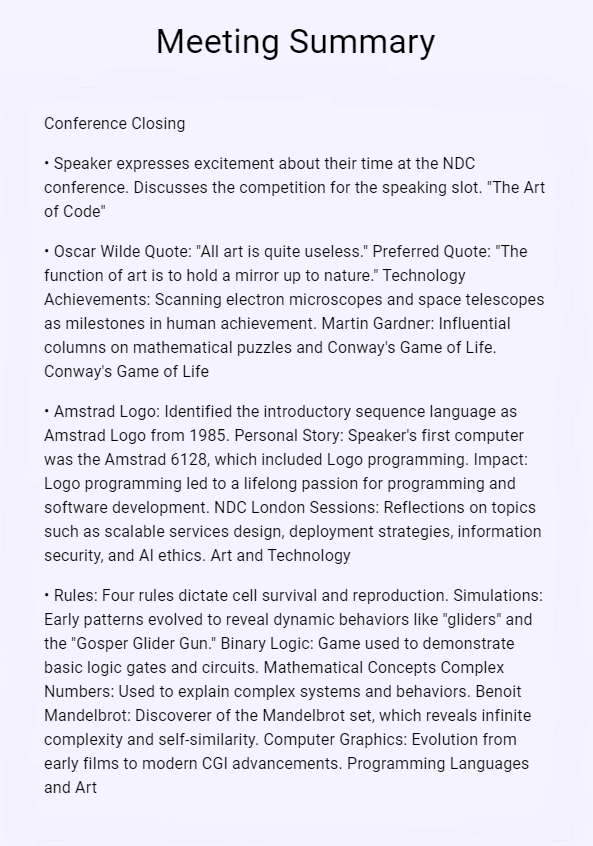 Meeting Summary
Conference Closing
• Speaker expresses excitement about their time at the NDC
conference. Discusses the competition for the speaking slot. "The Art
of Code"
• Oscar Wilde Quote: "All art is quite useless." Preferred Quote: "The
function of art is to hold a mirror up to nature." Technology
Achievements: Scanning electron microscopes and space telescopes
as milestones in human achievement. Martin Gardner: Influential
columns on mathematical puzzles and Conway's Game of Life.
Conway's Game of Life
• Amstrad Logo: Identified the introductory sequence language as
Amstrad Logo from 1985. Personal Story: Speaker's first computer
was the Amstrad 6128, which included Logo programming. Impact:
Logo programming led to a lifelong passion for programming and
software development. NDC London Sessions: Reflections on topics
such as scalable services design, deployment strategies, information
security, and AI ethics. Art and Technology
• Rules: Four rules dictate cell survival and reproduction. Simulations:
Early patterns evolved to reveal dynamic behaviors like "gliders" and
the "Gosper Glider Gun." Binary Logic: Game used to demonstrate
basic logic gates and circuits. Mathematical Concepts Complex
Numbers: Used to explain complex systems and behaviors. Benoit
Mandelbrot: Discoverer of the Mandelbrot set, which reveals infinite
complexity and self-similarity. Computer Graphics: Evolution from
early films to modern CGI advancements. Programming Languages
and Art